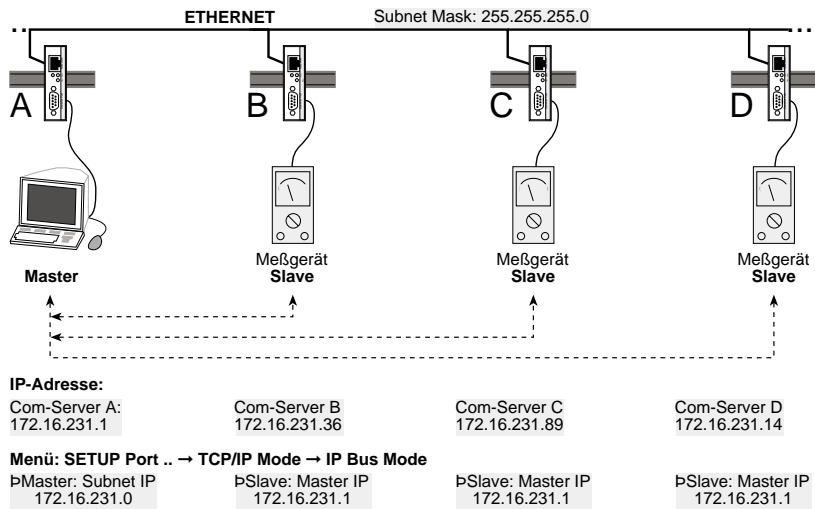 ETHERNET Subnet Mask: 255.255.255.0
... ...
A B C D
Meßgerät Meßgerät Meßgerät
Master Slave Slave Slave
IP-Adresse:
Com-Server A: Com-Server B Com-Server C Com-Server D
172.16.231.1 172.16.231.36 172.16.231.89 172.16.231.14
Menü: SETUP Port .. → TCP/IP Mode → IP Bus Mode
ÞMaster: Subnet IP ÞSlave: Master IP ÞSlave: Master IP ÞSlave: Master IP
172.16.231.0 172.16.231.1 172.16.231.1 172.16.231.1